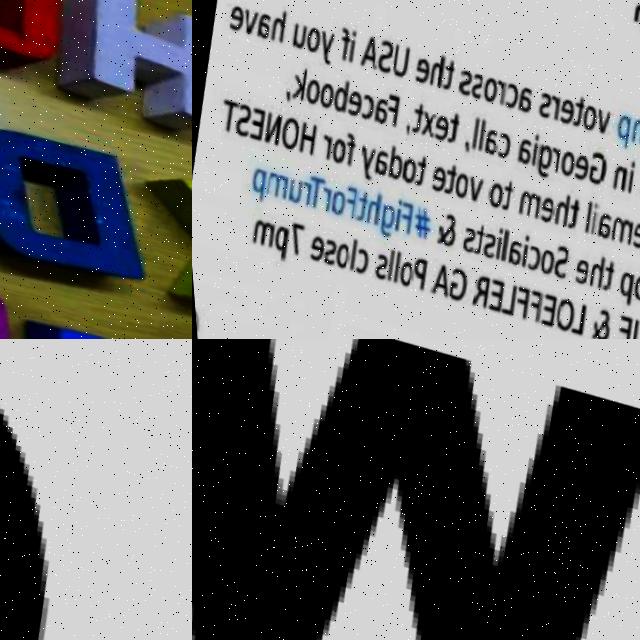 H
voters across the USA if you have
in Georgia call, text, Facebook,
email them to vote today for HONEST
the Socialists & #FightForTrump
& LOEFFLER GA Polls close 7pm
W